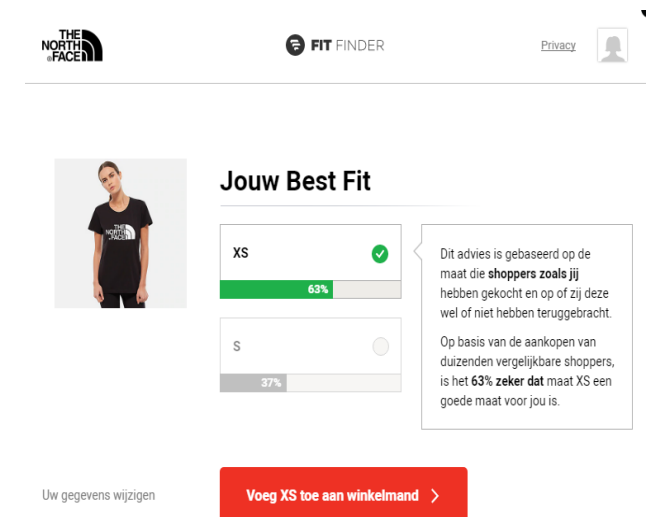 THE
NORTH
FACE
FIT FINDER
Privacy
THE
NORTH
FACE
Jouw Best Fit
XS
63%
S
37%
Dit advies is gebaseerd op de
maat die shoppers zoals jij
hebben gekocht en op of zij deze
wel of niet hebben teruggebracht.
Op basis van de aankopen van
duizenden vergelijkbare shoppers,
is het 63% zeker dat maat XS een
goede maat voor jou is.
Uw gegevens wijzigen
Voeg XS toe aan winkelmand